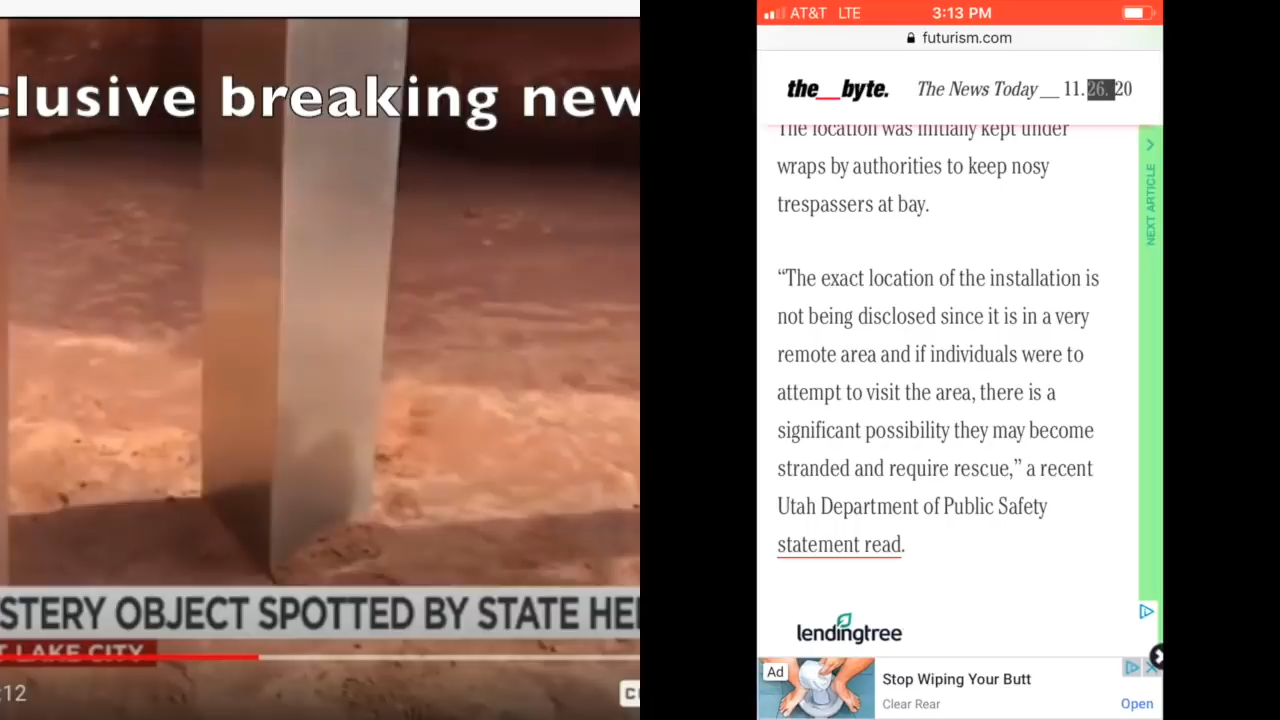 clusive breaking new
STERY OBJECT SPOTTED BY STATE HE
T LAKE CITY
:12
AT&T LTE 3:13 PM
futurism.com
the__byte. The News Today __ 11.26.20
The location was initially kept under
wraps by authorities to keep nosy
trespassers at bay.
“The exact location of the installation is
not being disclosed since it is in a very
remote area and if individuals were to
attempt to visit the area, there is a
significant possibility they may become
stranded and require rescue,” a recent
Utah Department of Public Safety
statement read.
NEXT ARTICLE
lendingtree
Ad
Stop Wiping Your Butt
Clear Rear
Open